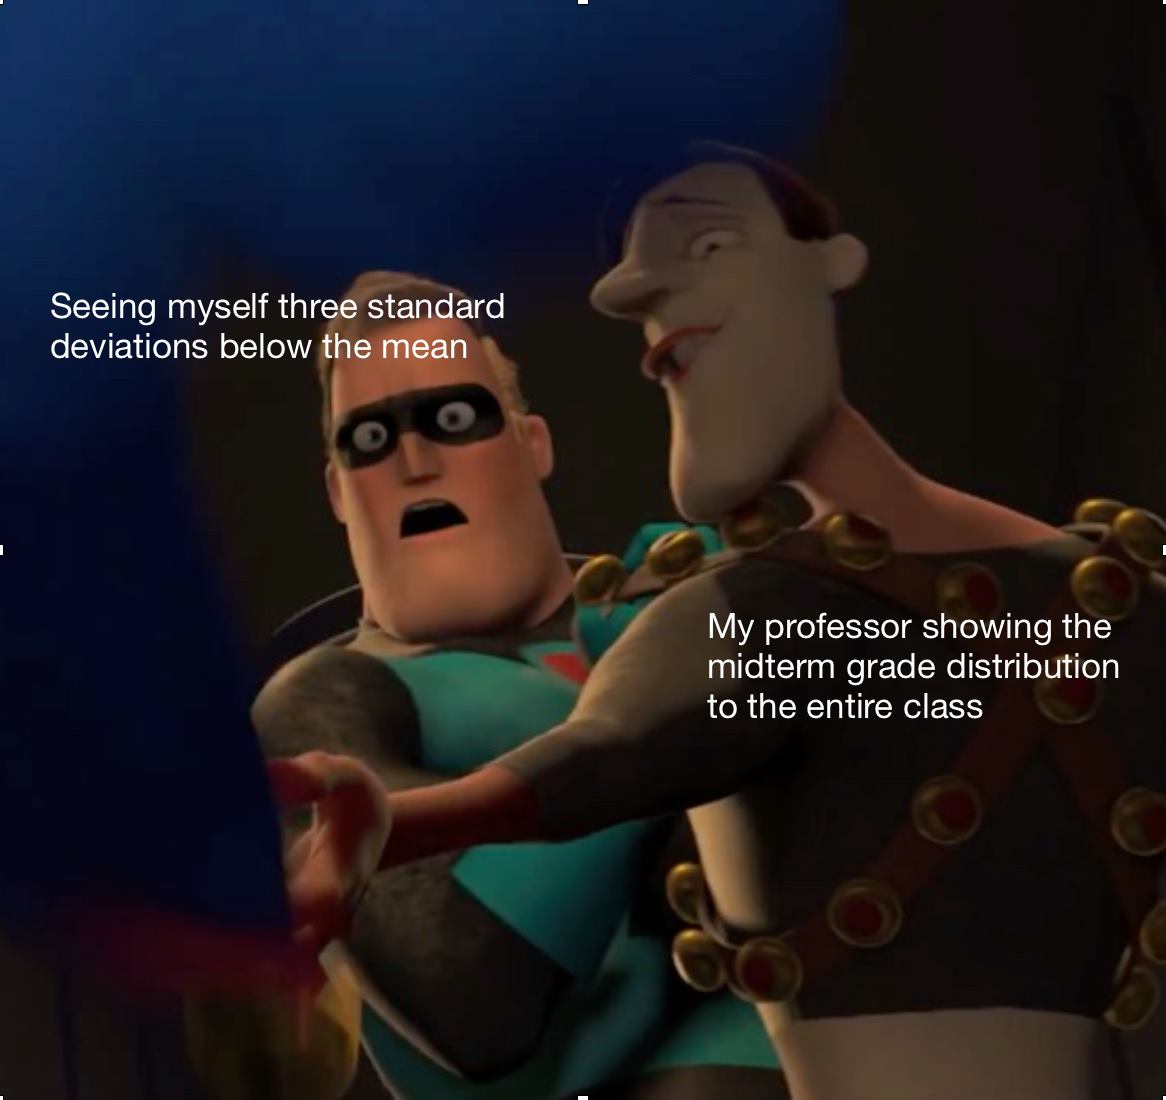 Seeing myself three standard
deviations below the mean
My professor showing the
midterm grade distribution
to the entire class